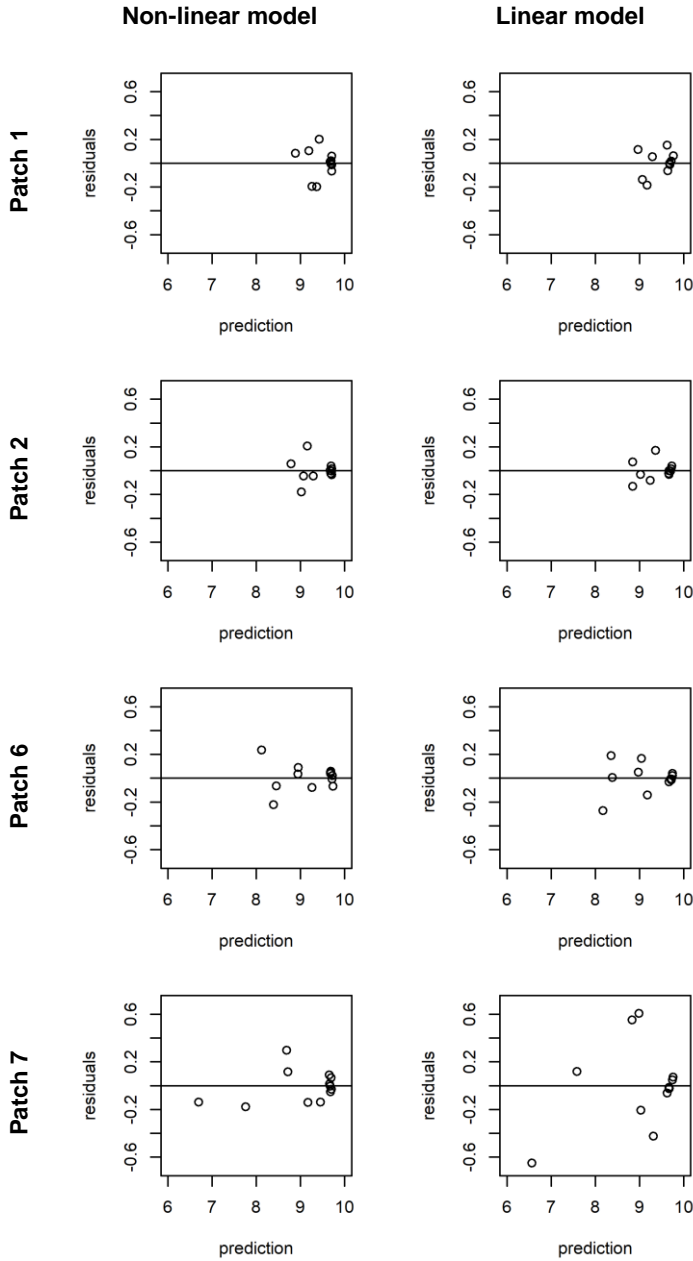 Non-linear model
Linear model
Patch 1
residuals
-0.6 -0.2 0.2 0.6
6 7 8 9 10
prediction
residuals
-0.6 -0.2 0.2 0.6
6 7 8 9 10
prediction
Patch 2
residuals
-0.6 -0.2 0.2 0.6
6 7 8 9 10
prediction
residuals
-0.6 -0.2 0.2 0.6
6 7 8 9 10
prediction
Patch 6
residuals
-0.6 -0.2 0.2 0.6
6 7 8 9 10
prediction
residuals
-0.6 -0.2 0.2 0.6
6 7 8 9 10
prediction
Patch 7
residuals
-0.6 -0.2 0.2 0.6
6 7 8 9 10
prediction
residuals
-0.6 -0.2 0.2 0.6
6 7 8 9 10
prediction